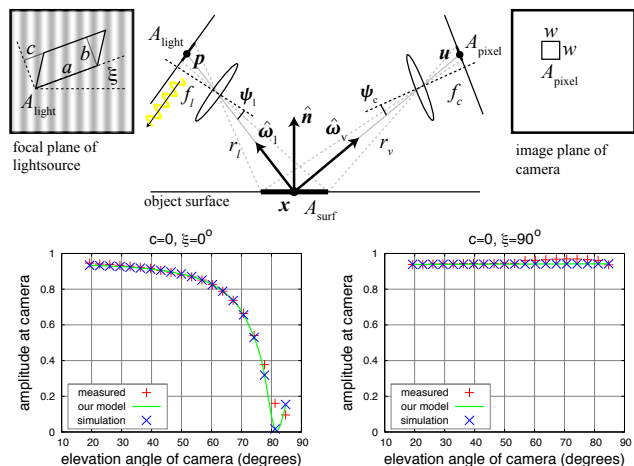 c
b
a
ξ
A_light
focal plane of
lightsource
A_light
p
f_l
ψ_l
ω̂_l
n̂
r_l
ω̂_v
r_v
ψ_c
f_c
u
A_pixel
object surface
x
A_surf
w
w
A_pixel
image plane of
camera
c=0, ξ=0°
amplitude at camera
1
0.8
0.6
0.4
0.2
0
measured
our model
simulation
10 20 30 40 50 60 70 80 90
elevation angle of camera (degrees)
c=0, ξ=90°
amplitude at camera
1
0.8
0.6
0.4
0.2
0
measured
our model
simulation
10 20 30 40 50 60 70 80 90
elevation angle of camera (degrees)